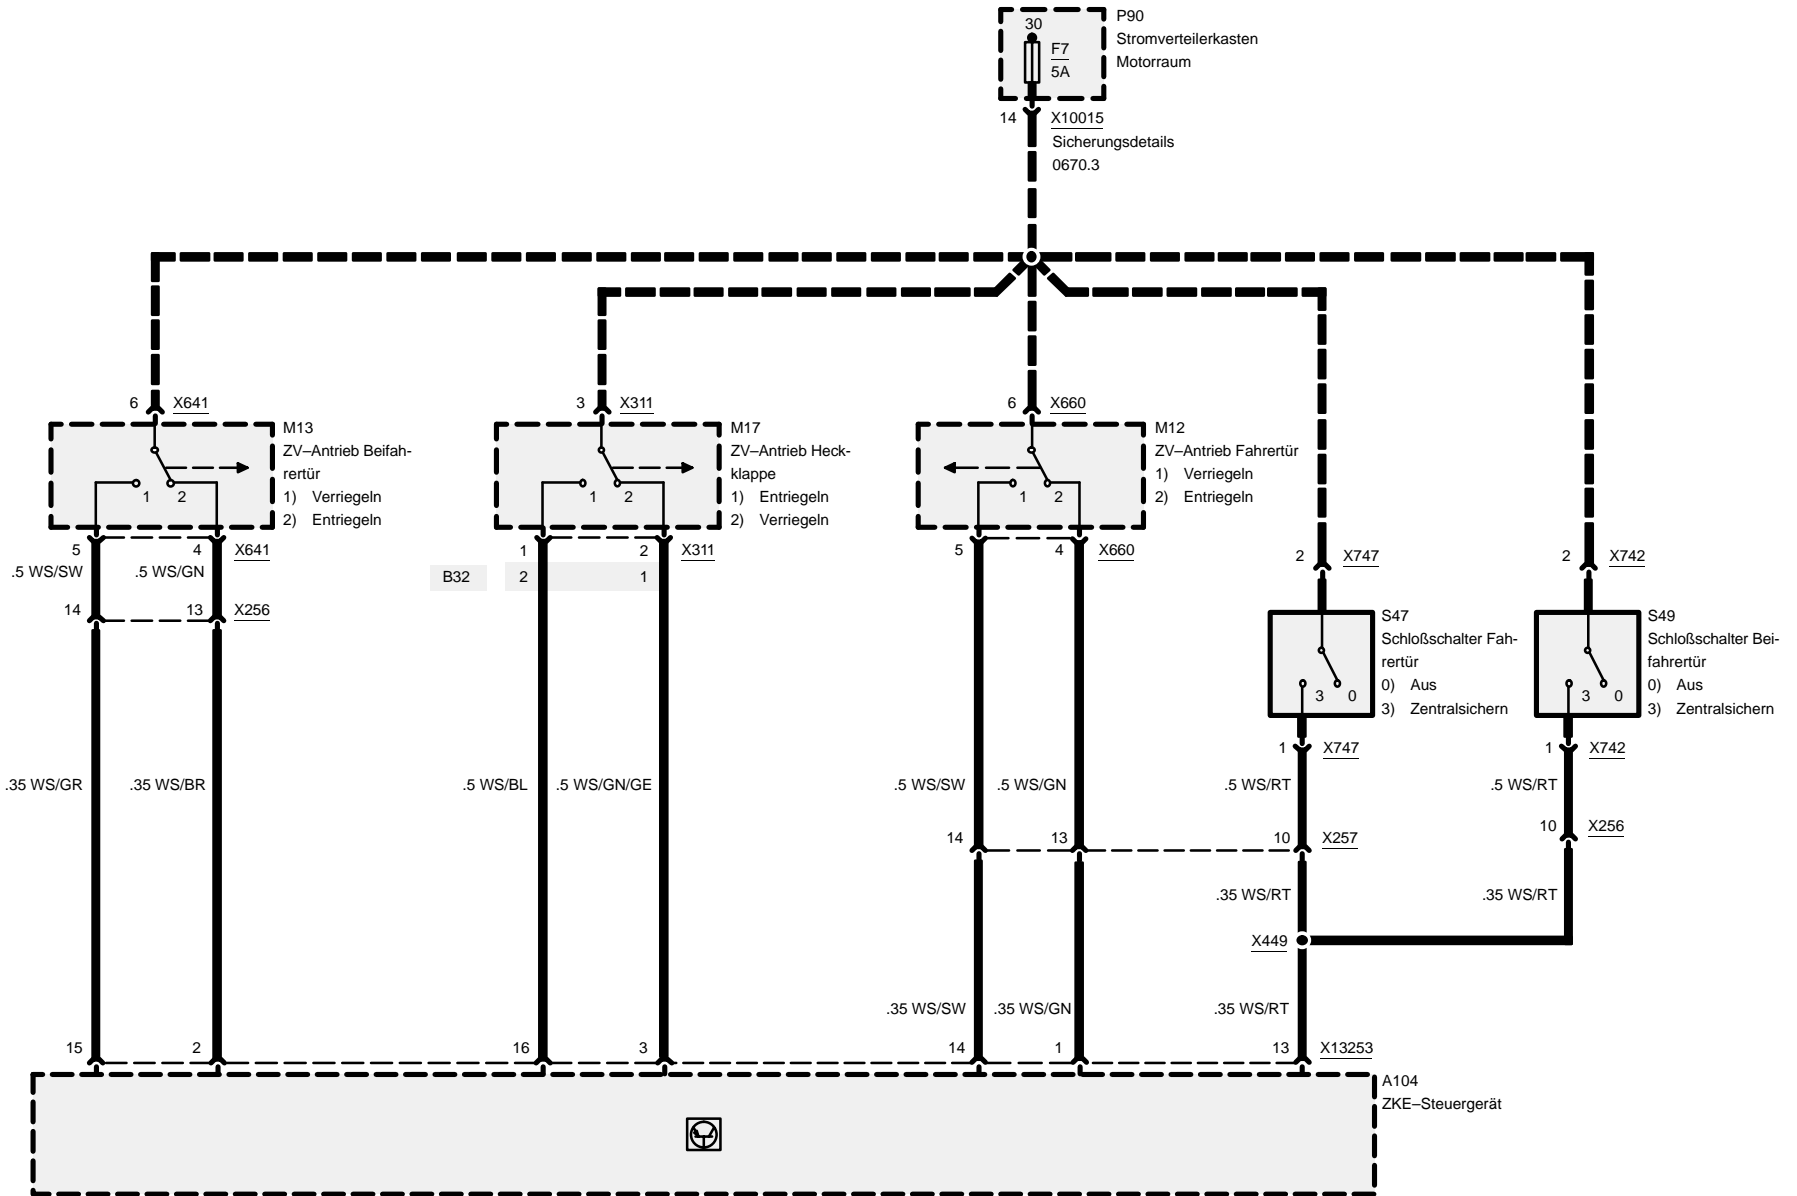 30
F7
5A
P90
Stromverteilerkasten
Motorraum
14 X10015
Sicherungsdetails
0670.3
6 X641
3 X311
6 X660
M13
ZV–Antrieb Beifah-
rertür
1) Verriegeln
2) Entriegeln
1 2
M17
ZV–Antrieb Heck-
klappe
1) Entriegeln
2) Verriegeln
1 2
M12
ZV–Antrieb Fahrertür
1) Verriegeln
2) Entriegeln
1 2
5 4 X641
.5 WS/SW .5 WS/GN
14 13 X256
1 2 X311
B32 2 1
5 4 X660
2 X747
2 X742
S47
Schloßschalter Fah-
rertür
0) Aus
3) Zentralsichern
3 0
S49
Schloßschalter Bei-
fahrertür
0) Aus
3) Zentralsichern
3 0
1 X747
1 X742
.35 WS/GR .35 WS/BR .5 WS/BL .5 WS/GN/GE .5 WS/SW .5 WS/GN .5 WS/RT .5 WS/RT
14 13 10 X257
10 X256
.35 WS/RT .35 WS/RT
X449
.35 WS/SW .35 WS/GN .35 WS/RT
15 2 16 3 14 1 13 X13253
A104
ZKE–Steuergerät